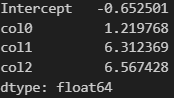 Intercept   -0.652501
col0         1.219768
col1         6.312369
col2         6.567428
dtype: float64